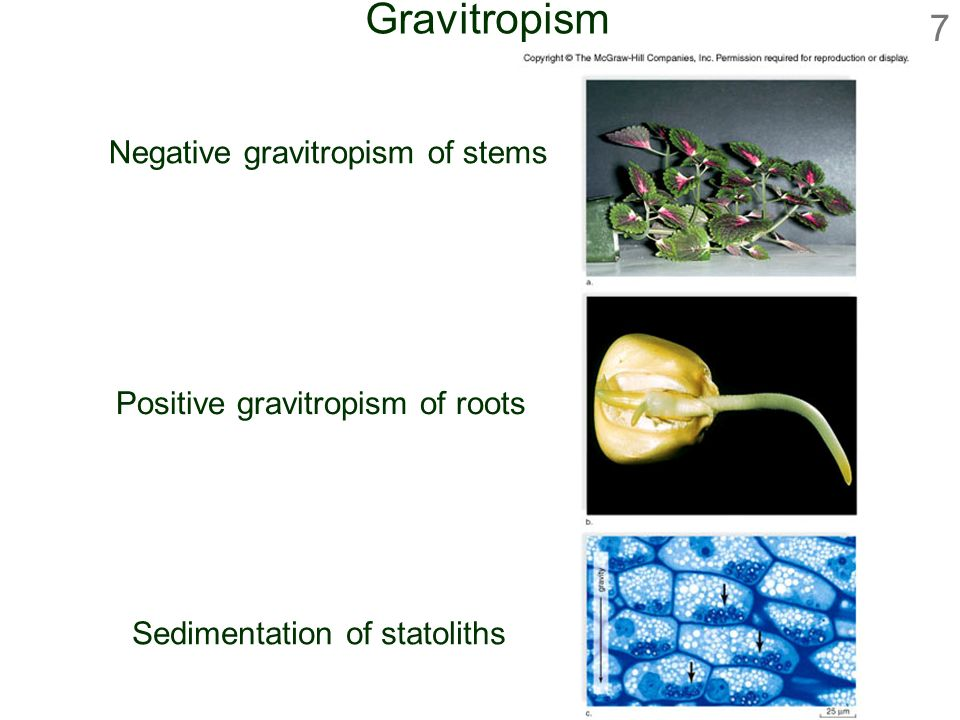 Gravitropism
7
Copyright © The McGraw-Hill Companies, Inc. Permission required for reproduction or display.
Negative gravitropism of stems
a.
Positive gravitropism of roots
b.
gravity
Sedimentation of statoliths
c.
25 µm